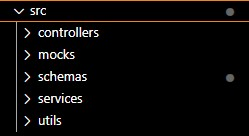 src
controllers
mocks
schemas
services
utils